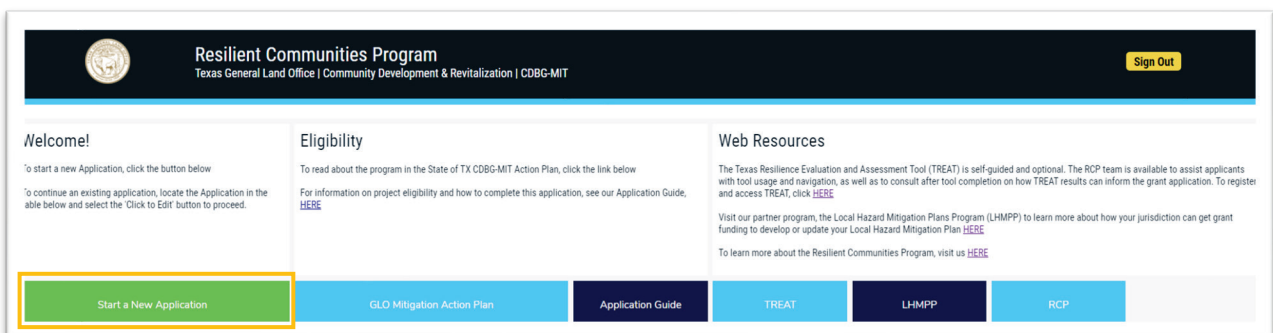 Resilient Communities Program
Texas General Land Office | Community Development & Revitalization | CDBG-MIT
Sign Out
Welcome!
To start a new Application, click the button below
To continue an existing application, locate the Application in the
able below and select the 'Click to Edit' button to proceed.
Eligibility
To read about the program in the State of TX CDBG-MIT Action Plan, click the link below
For information on project eligibility and how to complete this application, see our Application Guide,
HERE
Web Resources
The Texas Resilience Evaluation and Assessment Tool (TREAT) is self-guided and optional. The RCP team is available to assist applicants
with tool usage and navigation, as well as to consult after tool completion on how TREAT results can inform the grant application. To register
and access TREAT, click HERE
Visit our partner program, the Local Hazard Mitigation Plans Program (LHMPP) to learn more about how your jurisdiction can get grant
funding to develop or update your Local Hazard Mitigation Plan HERE
To learn more about the Resilient Communities Program, visit us HERE
Start a New Application
GLO Mitigation Action Plan
Application Guide
TREAT
LHMPP
RCP